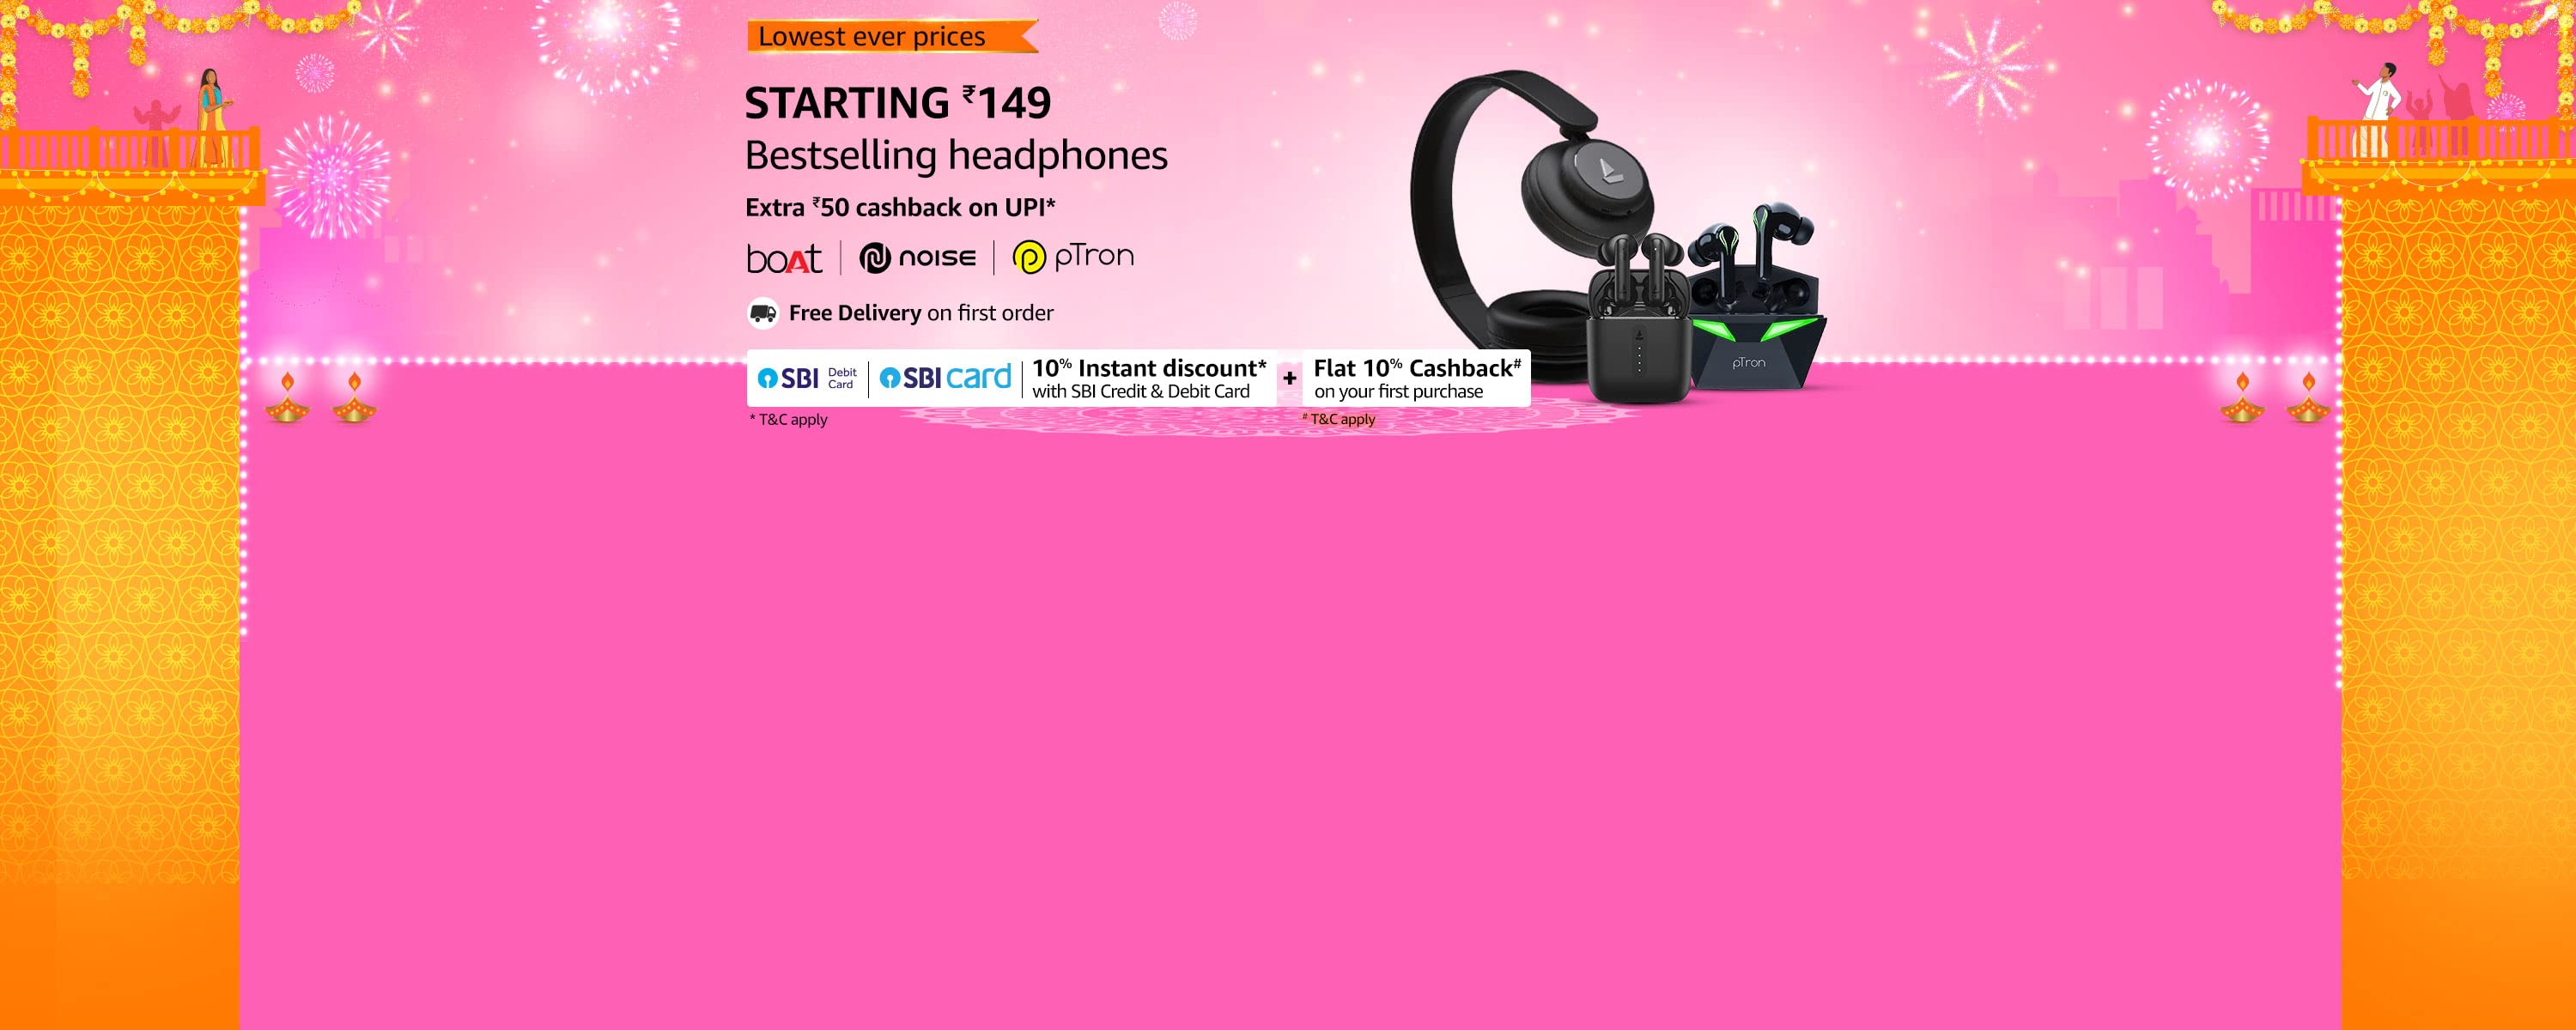 Lowest ever prices
STARTING ₹149
Bestselling headphones
Extra ₹50 cashback on UPI*
boAt | noise | pTron
Free Delivery on first order
SBI Debit Card | SBI card | 10% Instant discount* with SBI Credit & Debit Card + Flat 10% Cashback# on your first purchase
* T&C apply
# T&C apply
pTron